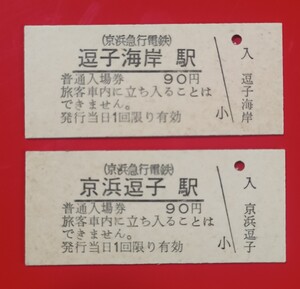 (京浜急行電鉄)
逗子海岸 駅
普通入場券 90円
旅客車内に立ち入ることは
できません。
発行当日1回限り有効
小
入 逗子海岸
(京浜急行電鉄)
京浜逗子 駅
普通入場券 90円
旅客車内に立ち入ることは
できません。
発行当日1回限り有効
小
入 京浜逗子